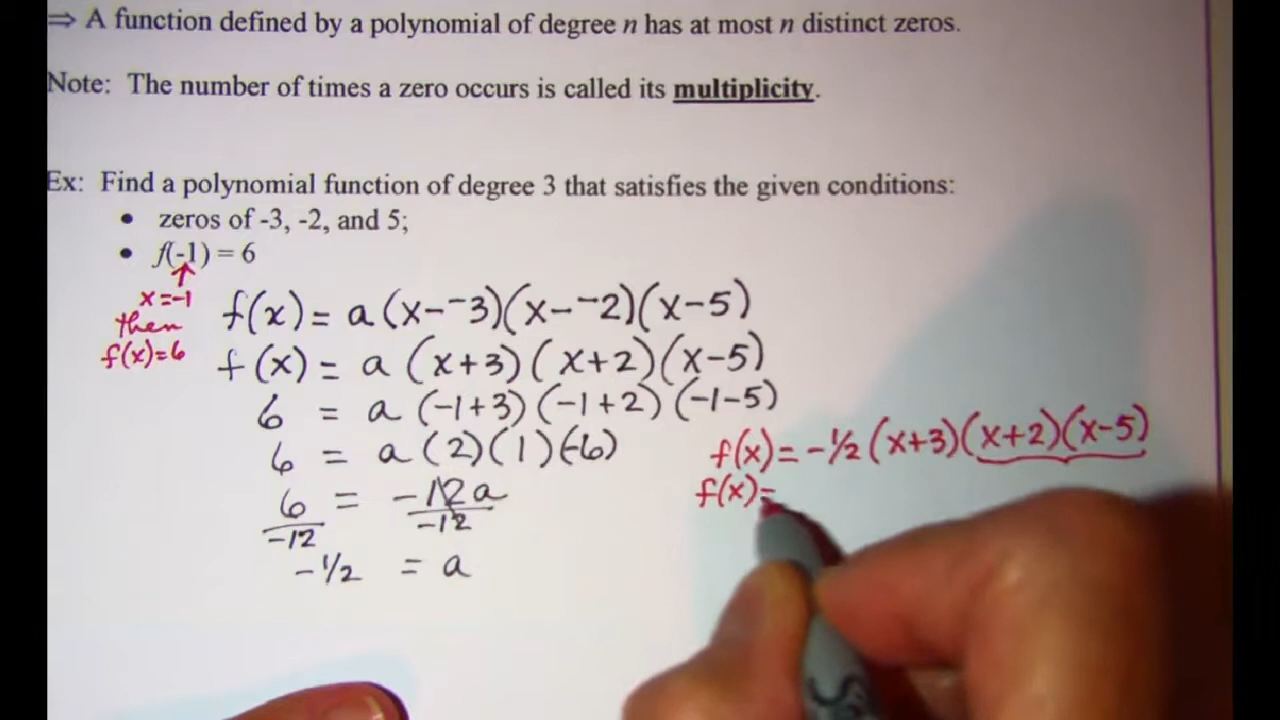 ⇒ A function defined by a polynomial of degree n has at most n distinct zeros.
Note: The number of times a zero occurs is called its multiplicity.
Ex: Find a polynomial function of degree 3 that satisfies the given conditions:
• zeros of -3, -2, and 5;
• f(-1) = 6
x=-1
then
f(x)=6
f(x) = a(x-⁻3)(x-⁻2)(x-5)
f(x) = a(x+3)(x+2)(x-5)
6 = a(-1+3)(-1+2)(-1-5)
6 = a(2)(1)(-6)
6/-12 = -12a/-12
-1/2 = a
f(x) = -1/2(x+3)(x+2)(x-5)
f(x)=